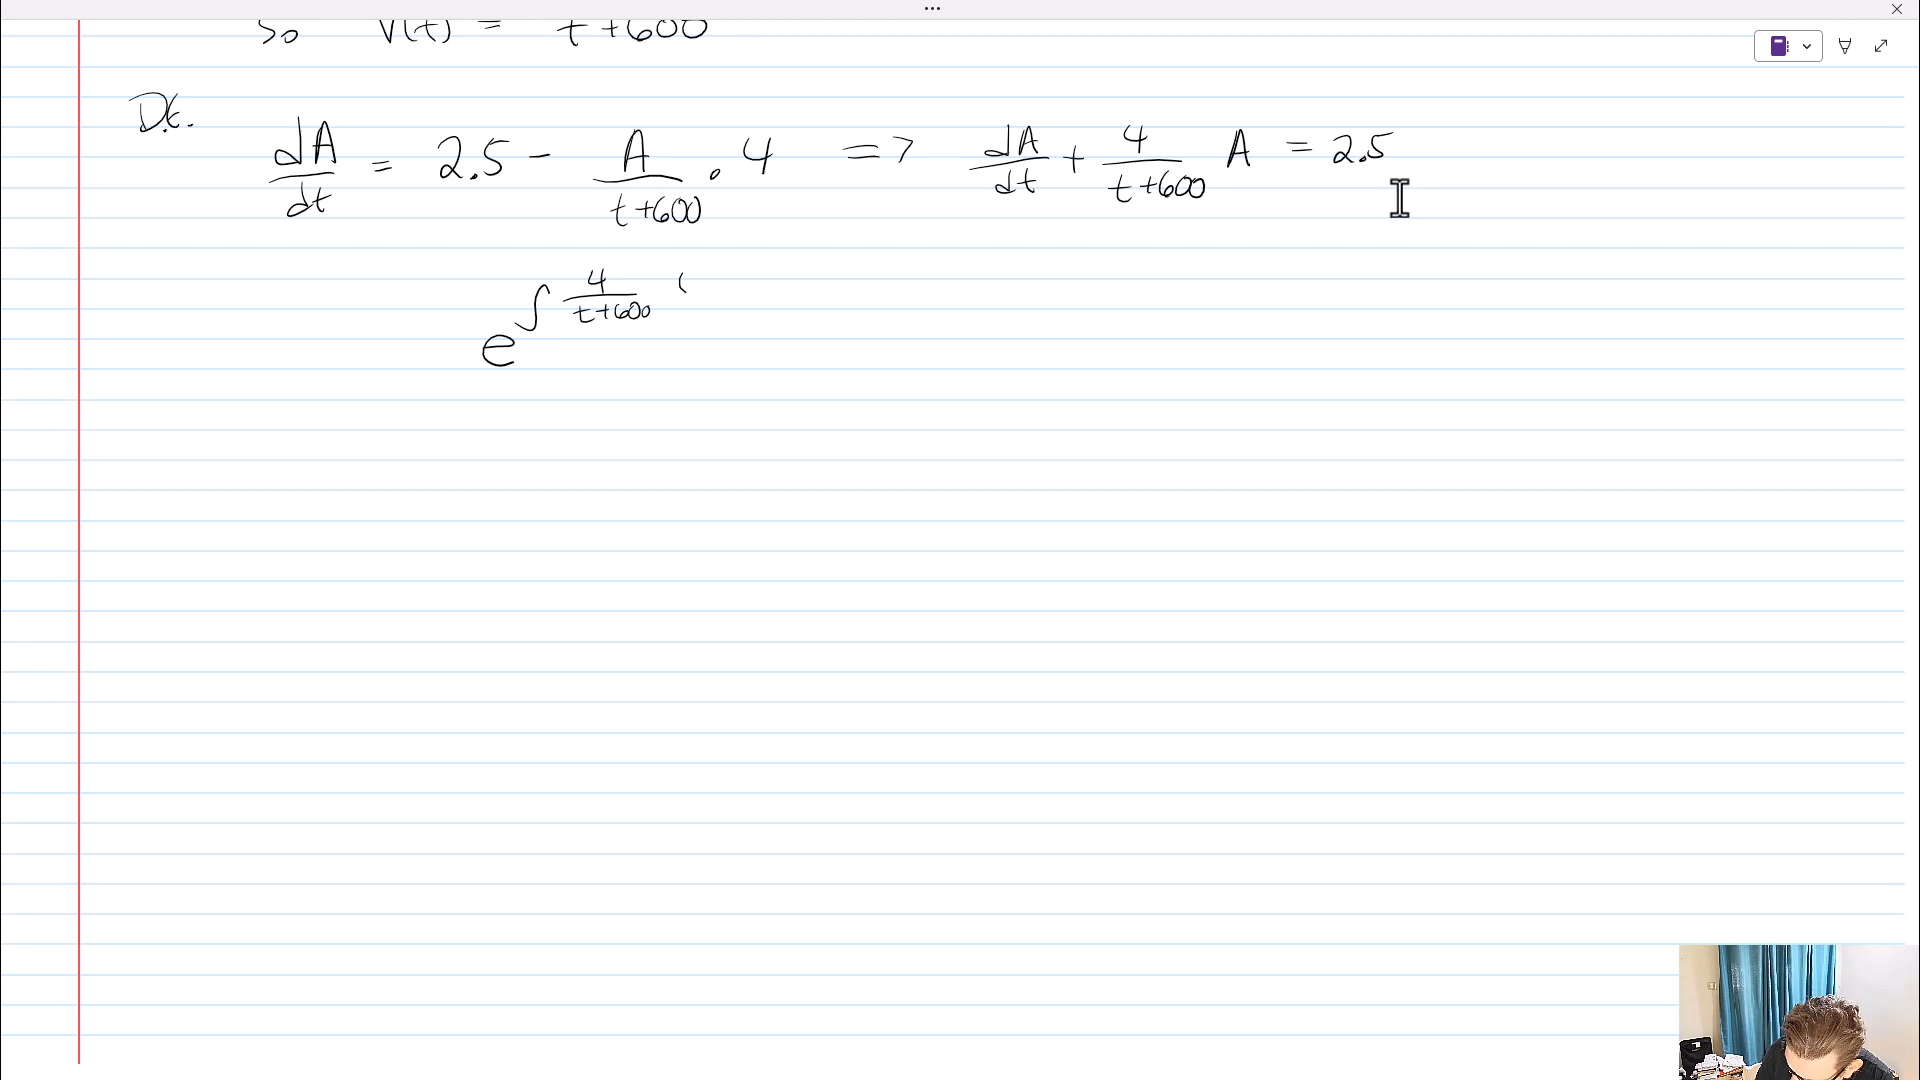 So V(t) = t+600
D.E. dA/dt = 2.5 - A/(t+600) . 4 => dA/dt + 4/(t+600) A = 2.5
e^∫ 4/(t+600) (